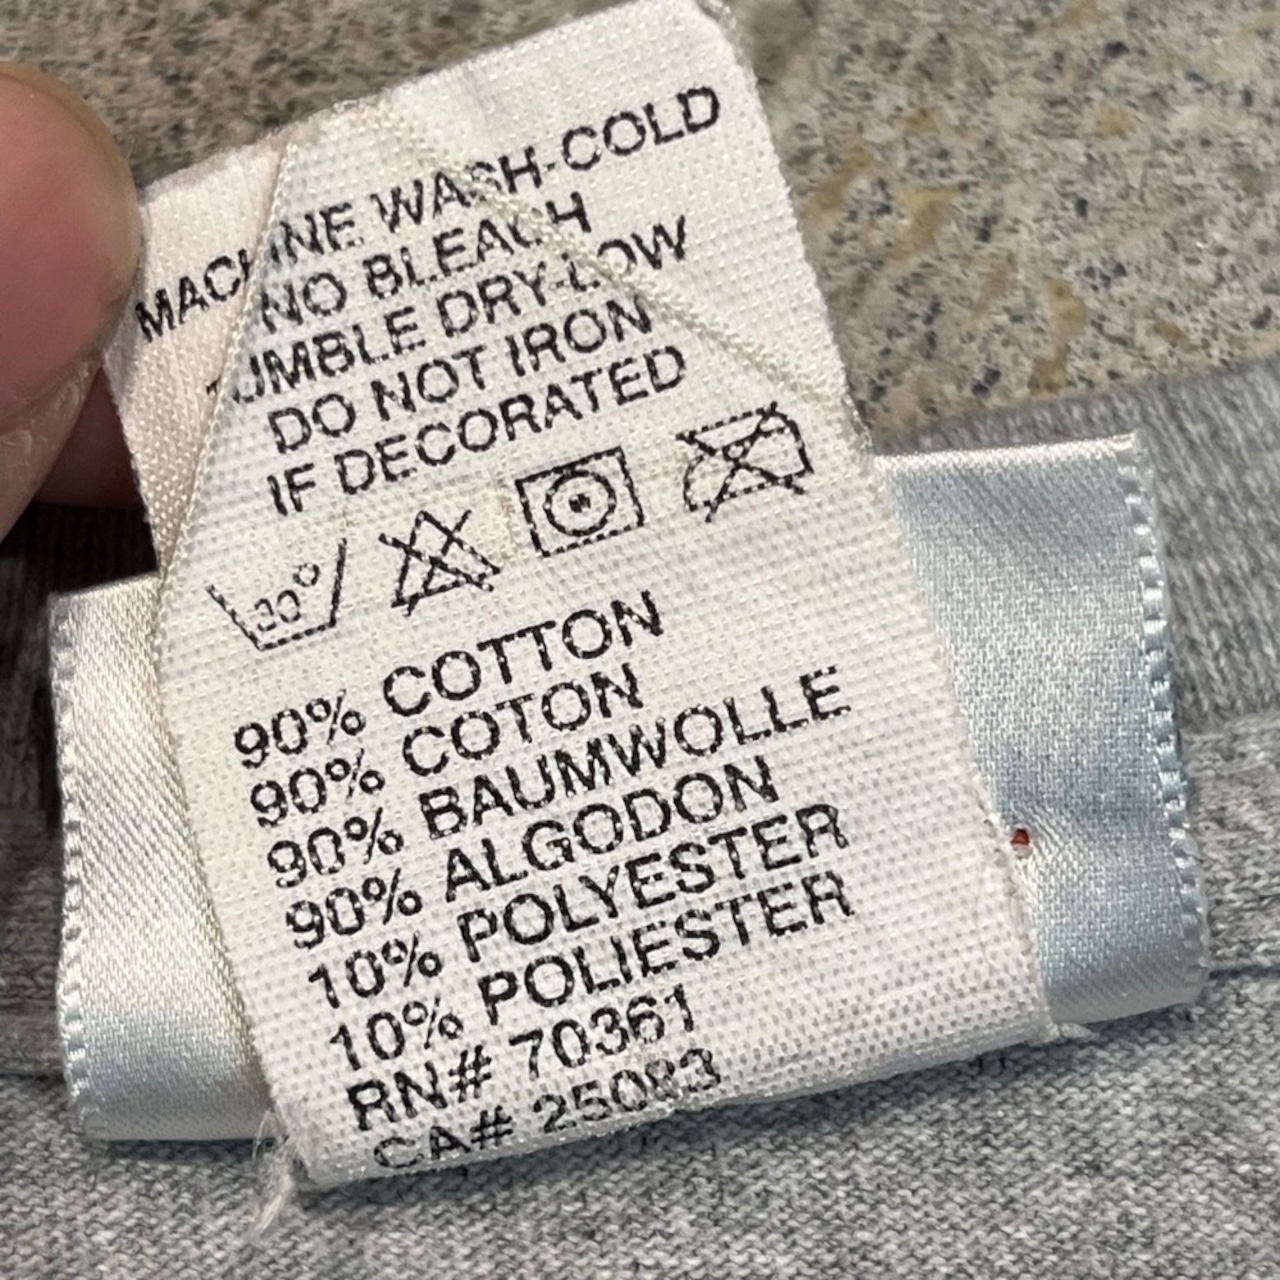 MACHINE WASH-COLD
NO BLEACH
TUMBLE DRY-LOW
DO NOT IRON
IF DECORATED
30°
90% COTTON
90% COTON
90% BAUMWOLLE
90% ALGODON
10% POLYESTER
10% POLIESTER
RN# 70361
CA# 25083